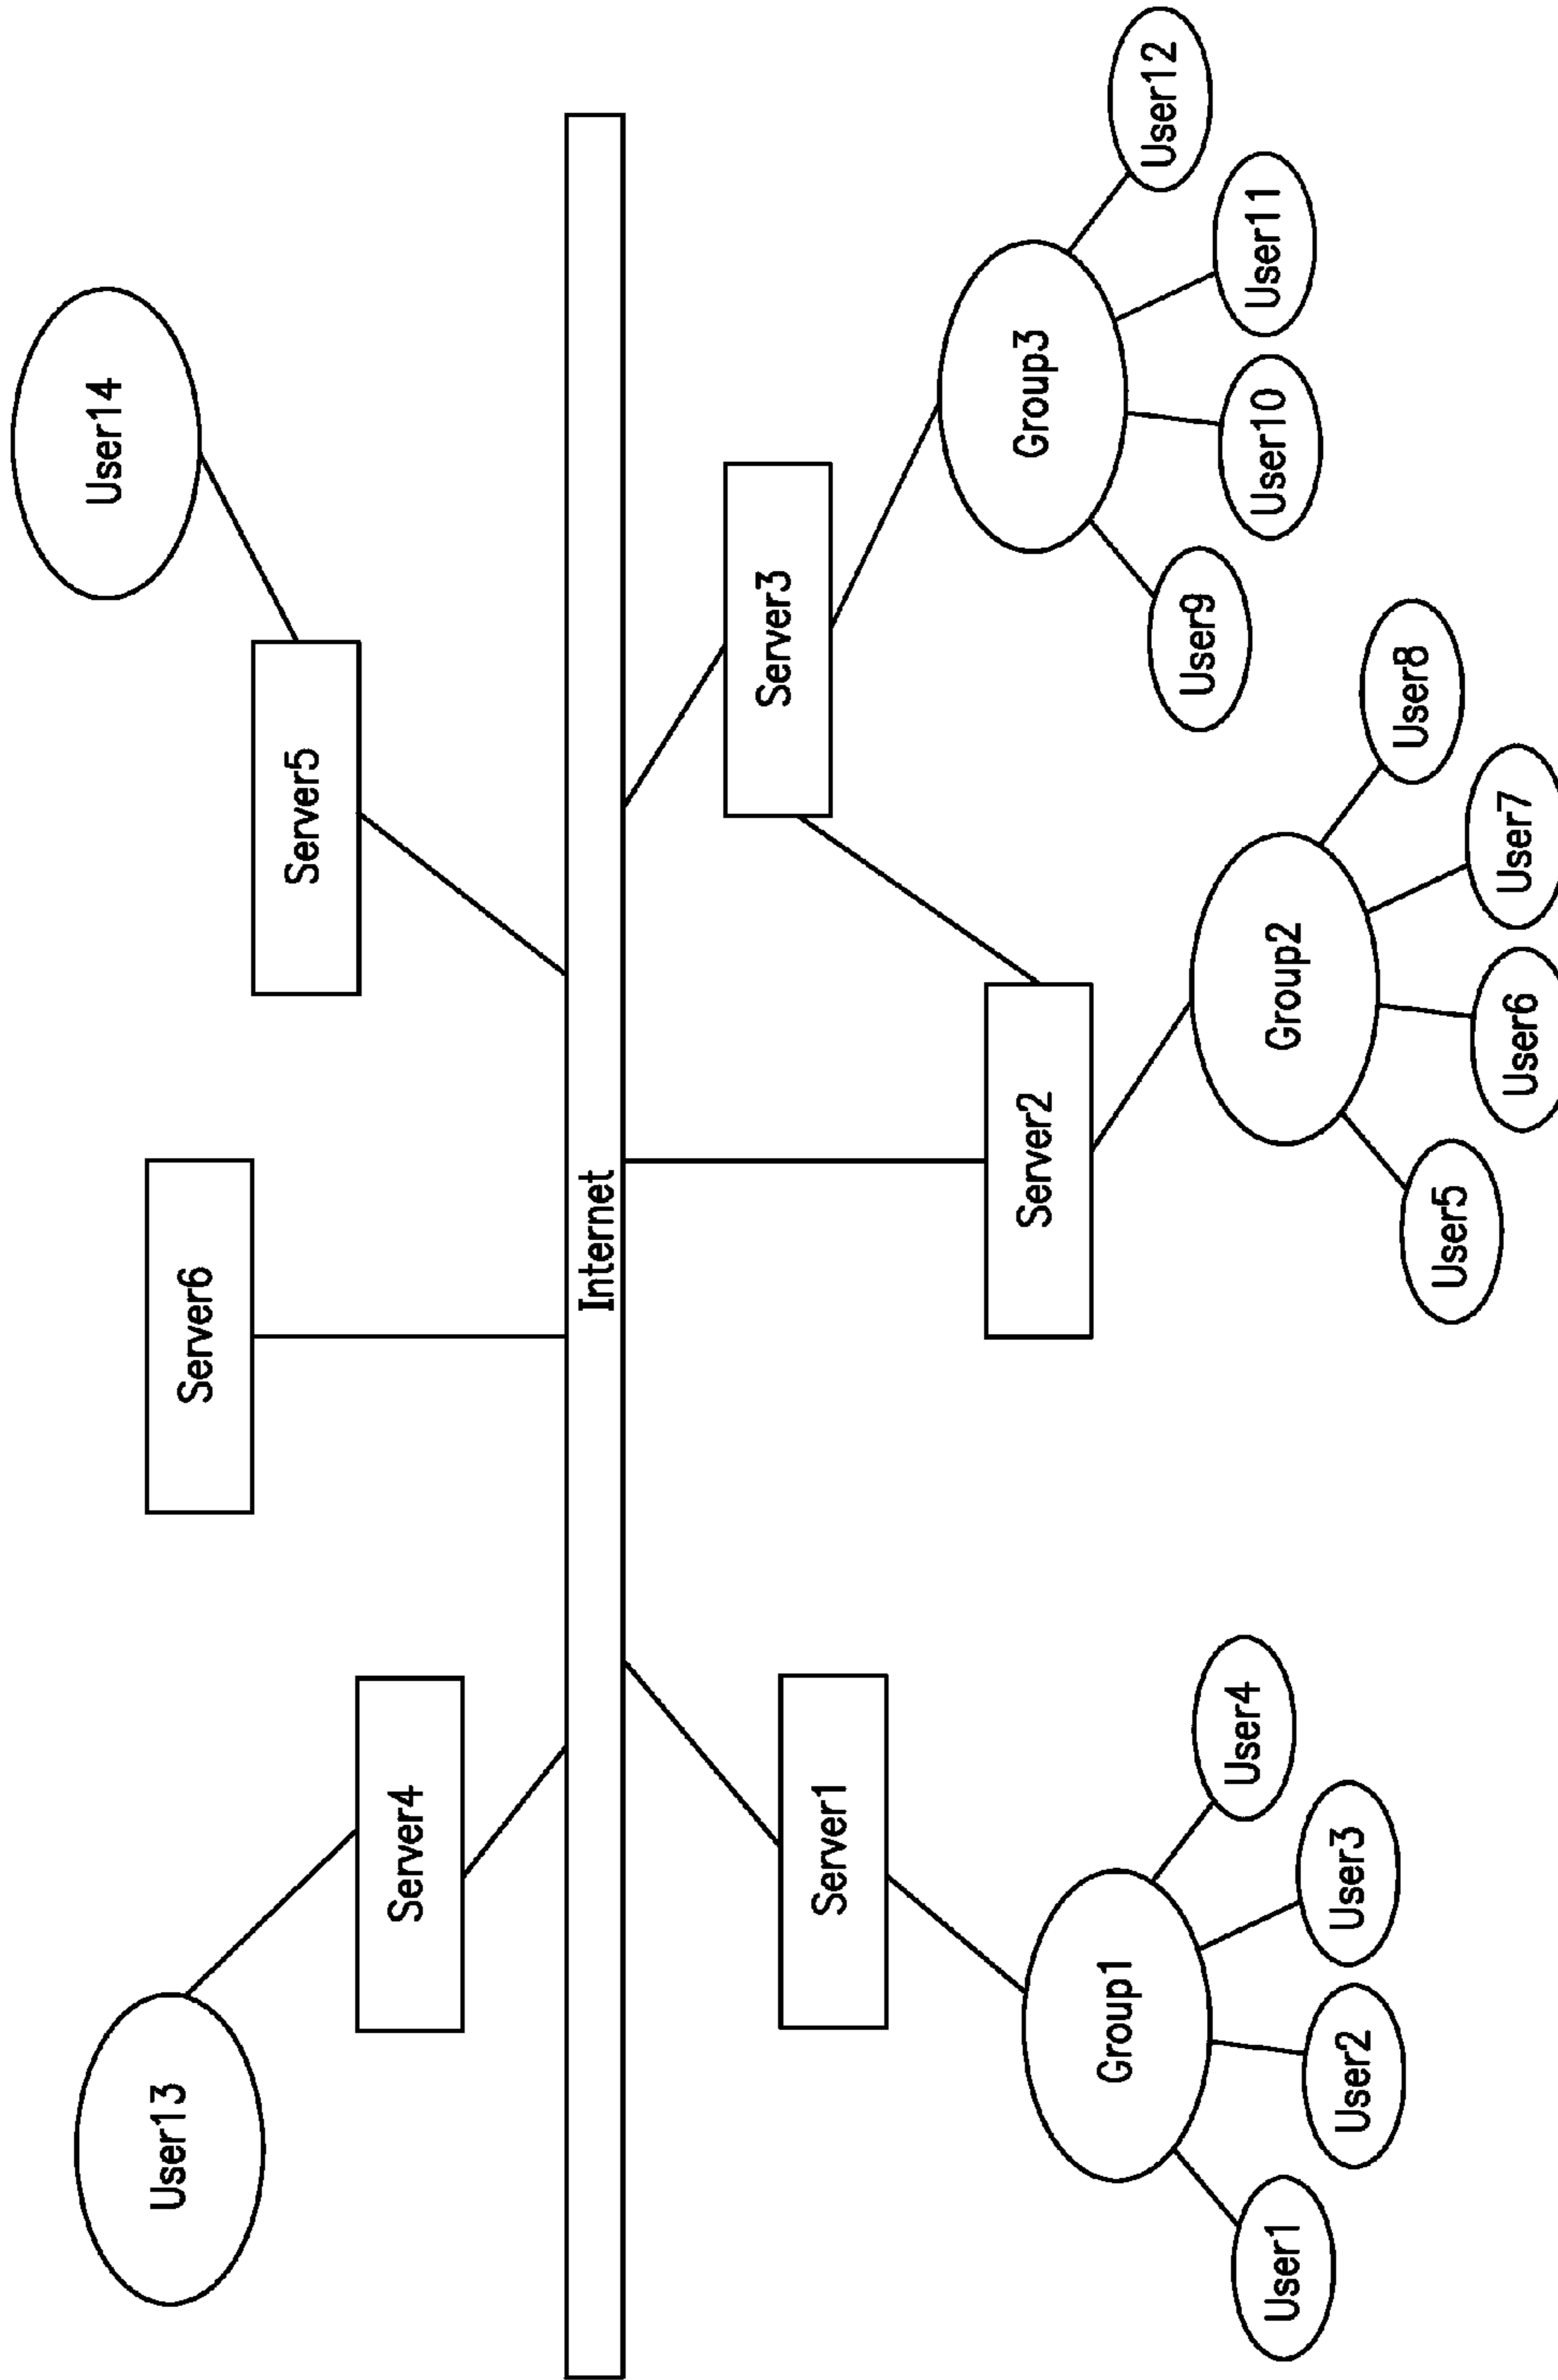 User14
User13
Server6
Server5
Server4
Internet
Server3
Server1
Server2
Group3
Group1
Group2
User12
User11
User10
User9
User4
User3
User2
User1
User8
User7
User6
User5